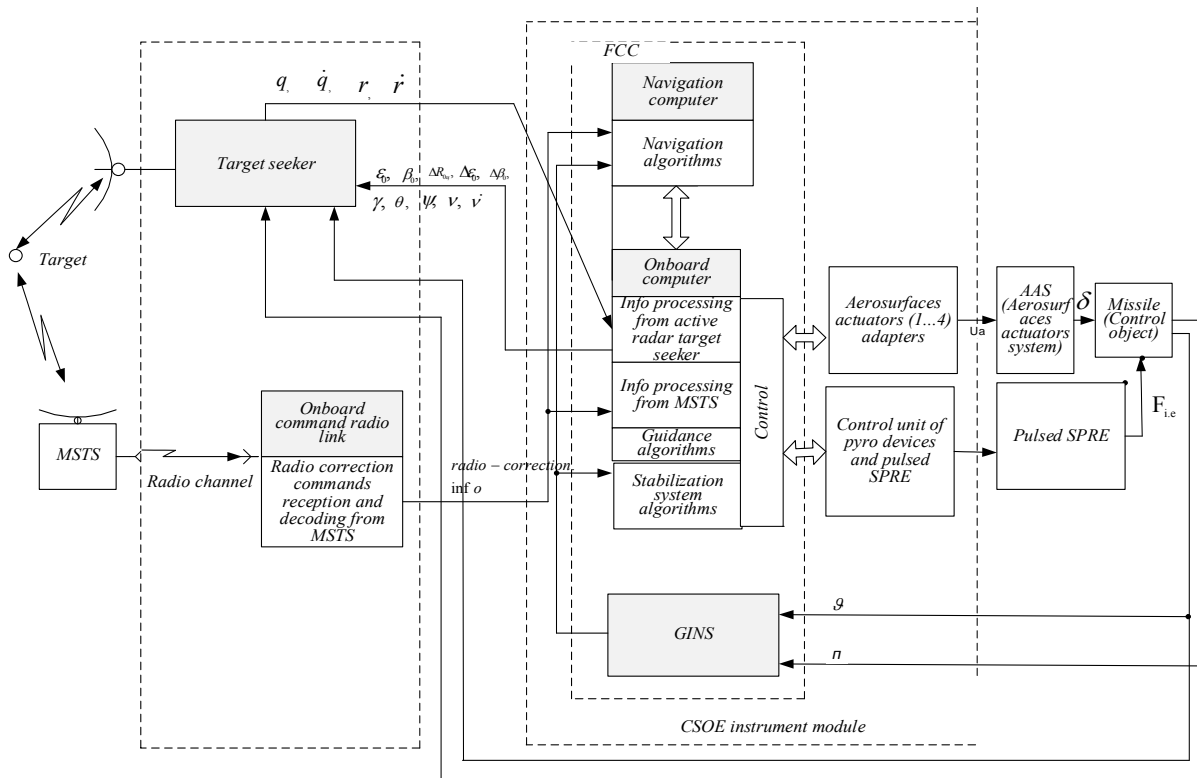 FCC
Navigation
computer
Navigation
algorithms
q, q̇, r, ṙ
Target seeker
ε₀, β₀, Δε₀, Δβ₀,
γ, θ, ψ, ν, ν̇
Target
Onboard
computer
Info processing
from active
radar target
seeker
Info processing
from MSTS
Guidance
algorithms
Stabilization
system
algorithms
Control
Aerosurfaces
actuators (1...4)
adapters
Ua
AAS
(Aerosurf
aces
actuators
system)
δ
Missile
(Control
object)
Control unit of
pyro devices
and pulsed
SPRE
Pulsed SPRE
F i.e
MSTS
Radio channel
Onboard
command radio
link
Radio correction
commands
reception and
decoding from
MSTS
radio – correction
inf o
GINS
ϑ
п
CSOE instrument module